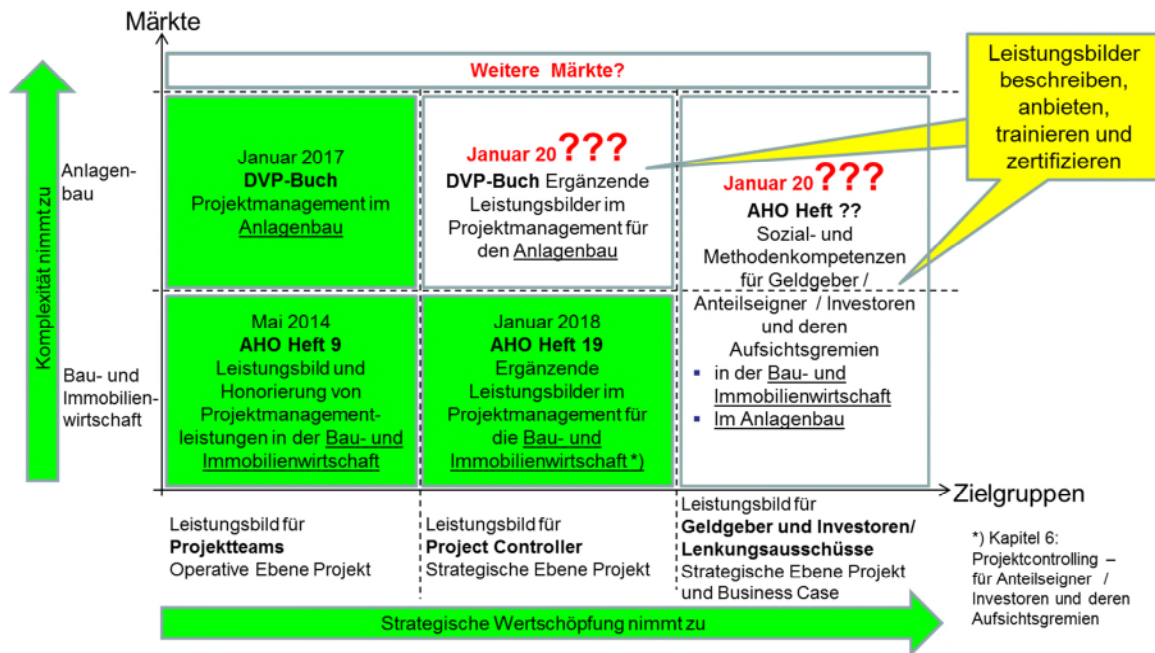 Märkte
Weitere Märkte?
Komplexität nimmt zu
Anlagen-
bau
Januar 2017
DVP-Buch
Projektmanagement im
Anlagenbau
Januar 20???
DVP-Buch Ergänzende
Leistungsbilder im
Projektmanagement für
den Anlagenbau
Januar 20???
AHO Heft ??
Sozial- und
Methodenkompetenzen
für Geldgeber /
Anteilseigner / Investoren
und deren
Aufsichtsgremien
▪ in der Bau- und
Immobilienwirtschaft
▪ Im Anlagenbau
Leistungsbilder
beschreiben,
anbieten,
trainieren und
zertifizieren
Bau- und
Immobilien-
wirtschaft
Mai 2014
AHO Heft 9
Leistungsbild und
Honorierung von
Projektmanagement-
leistungen in der Bau- und
Immobilienwirtschaft
Januar 2018
AHO Heft 19
Ergänzende
Leistungsbilder im
Projektmanagement für
die Bau- und
Immobilienwirtschaft *)
Zielgruppen
Leistungsbild für
Projektteams
Operative Ebene Projekt
Leistungsbild für
Project Controller
Strategische Ebene Projekt
Leistungsbild für
Geldgeber und Investoren/
Lenkungsausschüsse
Strategische Ebene Projekt
und Business Case
*) Kapitel 6:
Projektcontrolling –
für Anteilseigner /
Investoren und deren
Aufsichtsgremien
Strategische Wertschöpfung nimmt zu